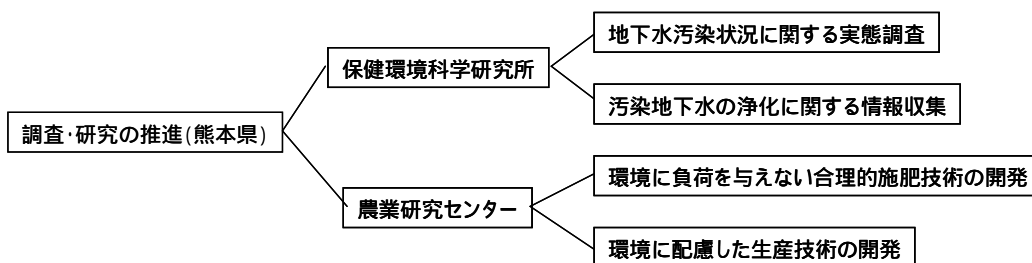 地下水汚染状況に関する実態調査
保健環境科学研究所
汚染地下水の浄化に関する情報収集
調査･研究の推進(熊本県)
環境に負荷を与えない合理的施肥技術の開発
農業研究センター
環境に配慮した生産技術の開発